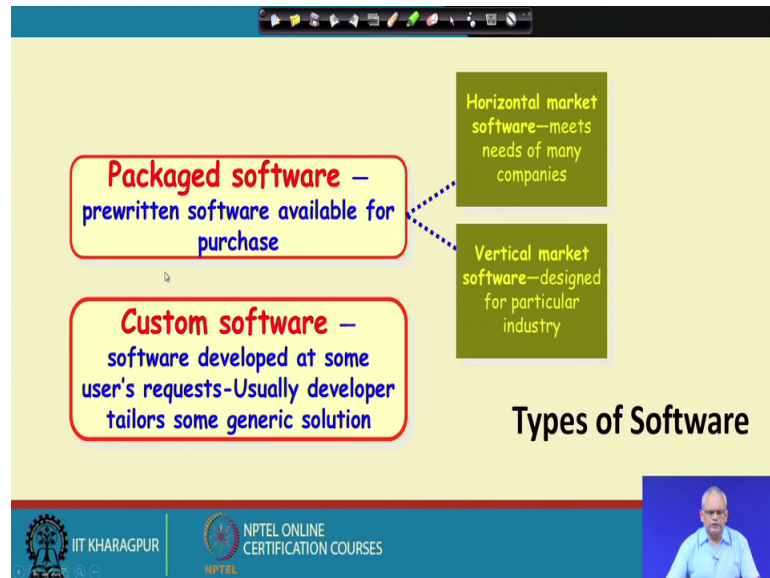 Packaged software –
prewritten software available for
purchase
Horizontal market
software—meets
needs of many
companies
Vertical market
software—designed
for particular
industry
Custom software –
software developed at some
user's requests-Usually developer
tailors some generic solution
Types of Software
IIT KHARAGPUR
NPTEL
NPTEL ONLINE
CERTIFICATION COURSES